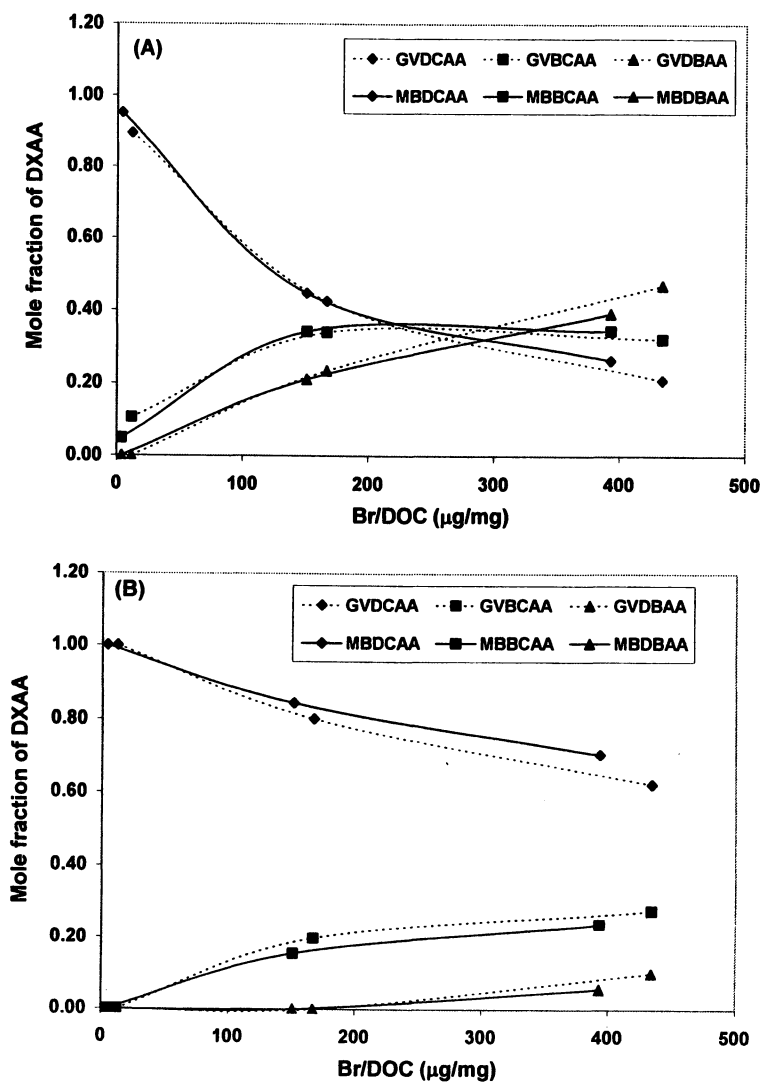 1.20
(A)
GVDCAA GVBCAA GVDBAA
MBDCAA MBBCAA MBDBAA
1.00
0.80
0.60
0.40
0.20
0.00
Mole fraction of DXAA
0 100 200 300 400 500
Br/DOC (µg/mg)
1.20
(B)
GVDCAA GVBCAA GVDBAA
MBDCAA MBBCAA MBDBAA
1.00
0.80
0.60
0.40
0.20
0.00
Mole fraction of DXAA
0 100 200 300 400 500
Br/DOC (µg/mg)